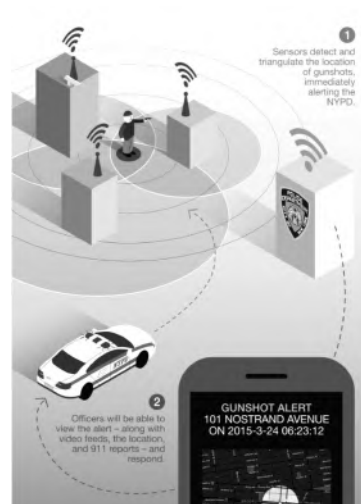 1
Sensors detect and
triangulate the location
of gunshots,
immediately
alerting the
NYPD.
2
Officers will be able to
view the alert – along with
video feeds, the location,
and 911 reports – and
respond.
GUNSHOT ALERT
101 NOSTRAND AVENUE
ON 2015-3-24 06:23:12